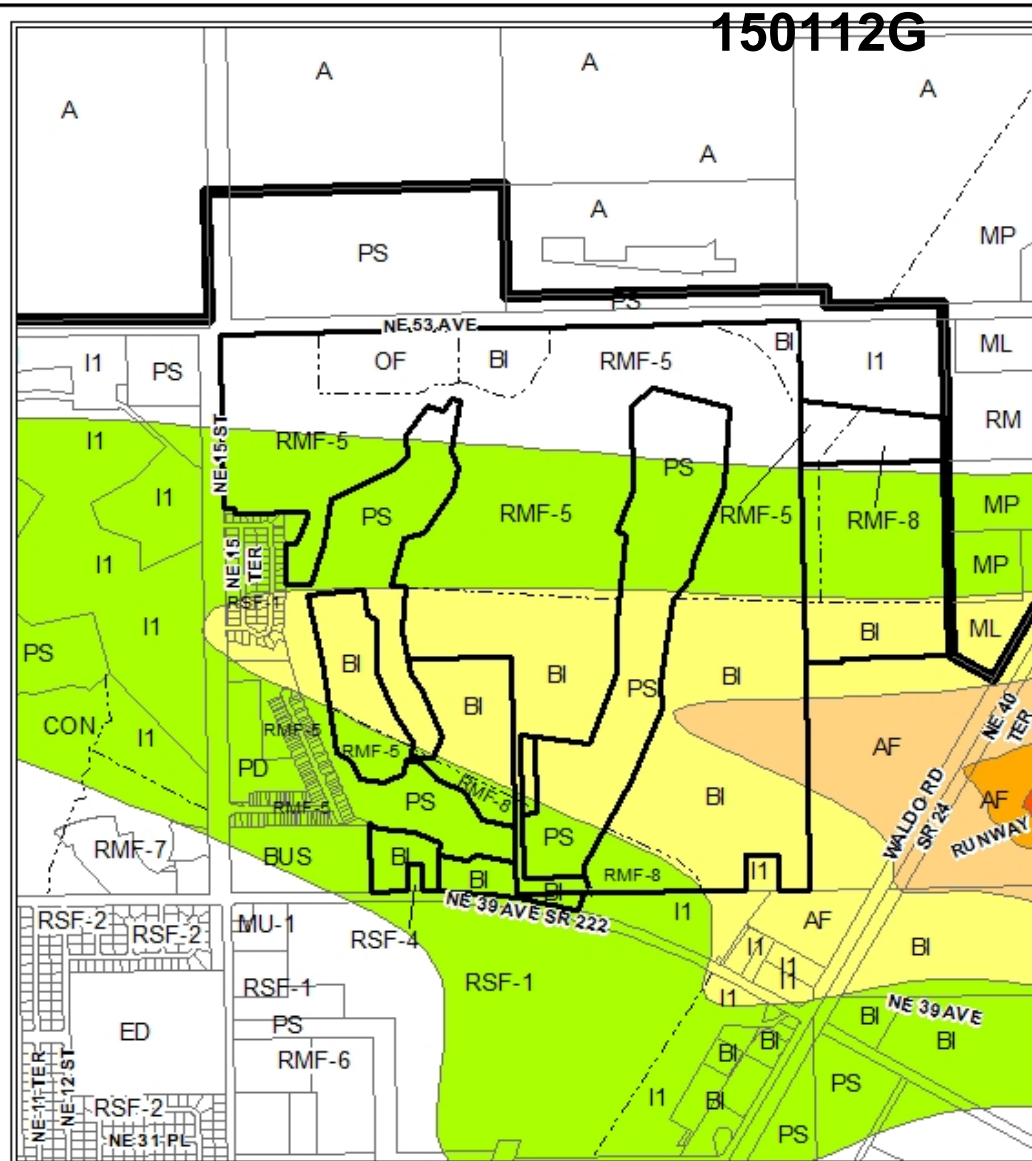 150112G
A
A
A
A
A
A
PS
MP
PS
NE 53 AVE
I1
PS
OF
BI
RMF-5
BI
I1
ML
RM
I1
RMF-5
NE 15 ST
PS
I1
PS
RMF-5
RMF-5
RMF-8
MP
I1
NE 15
TER
MP
RSF-1
I1
BI
ML
PS
BI
BI
PS
BI
BI
CON
I1
RMF-5
RMF-5
AF
NE 40
TER
PD
RMF-8
PS
BI
AF
WALDO RD
SR 24
RUNWAY
RMF-5
RMF-7
BUS
BI
BI
PS
BI
RMF-8
I1
NE 39 AVE SR 222
RSF-2
RSF-2
MU-1
RSF-4
I1
AF
BI
I1
I1
I1
RSF-1
RSF-1
I1
NE 39 AVE
BI
BI
ED
PS
RMF-6
BI
BI
NE 11 TER
NE 12 ST
RSF-2
NE 31 PL
I1
BI
PS
PS